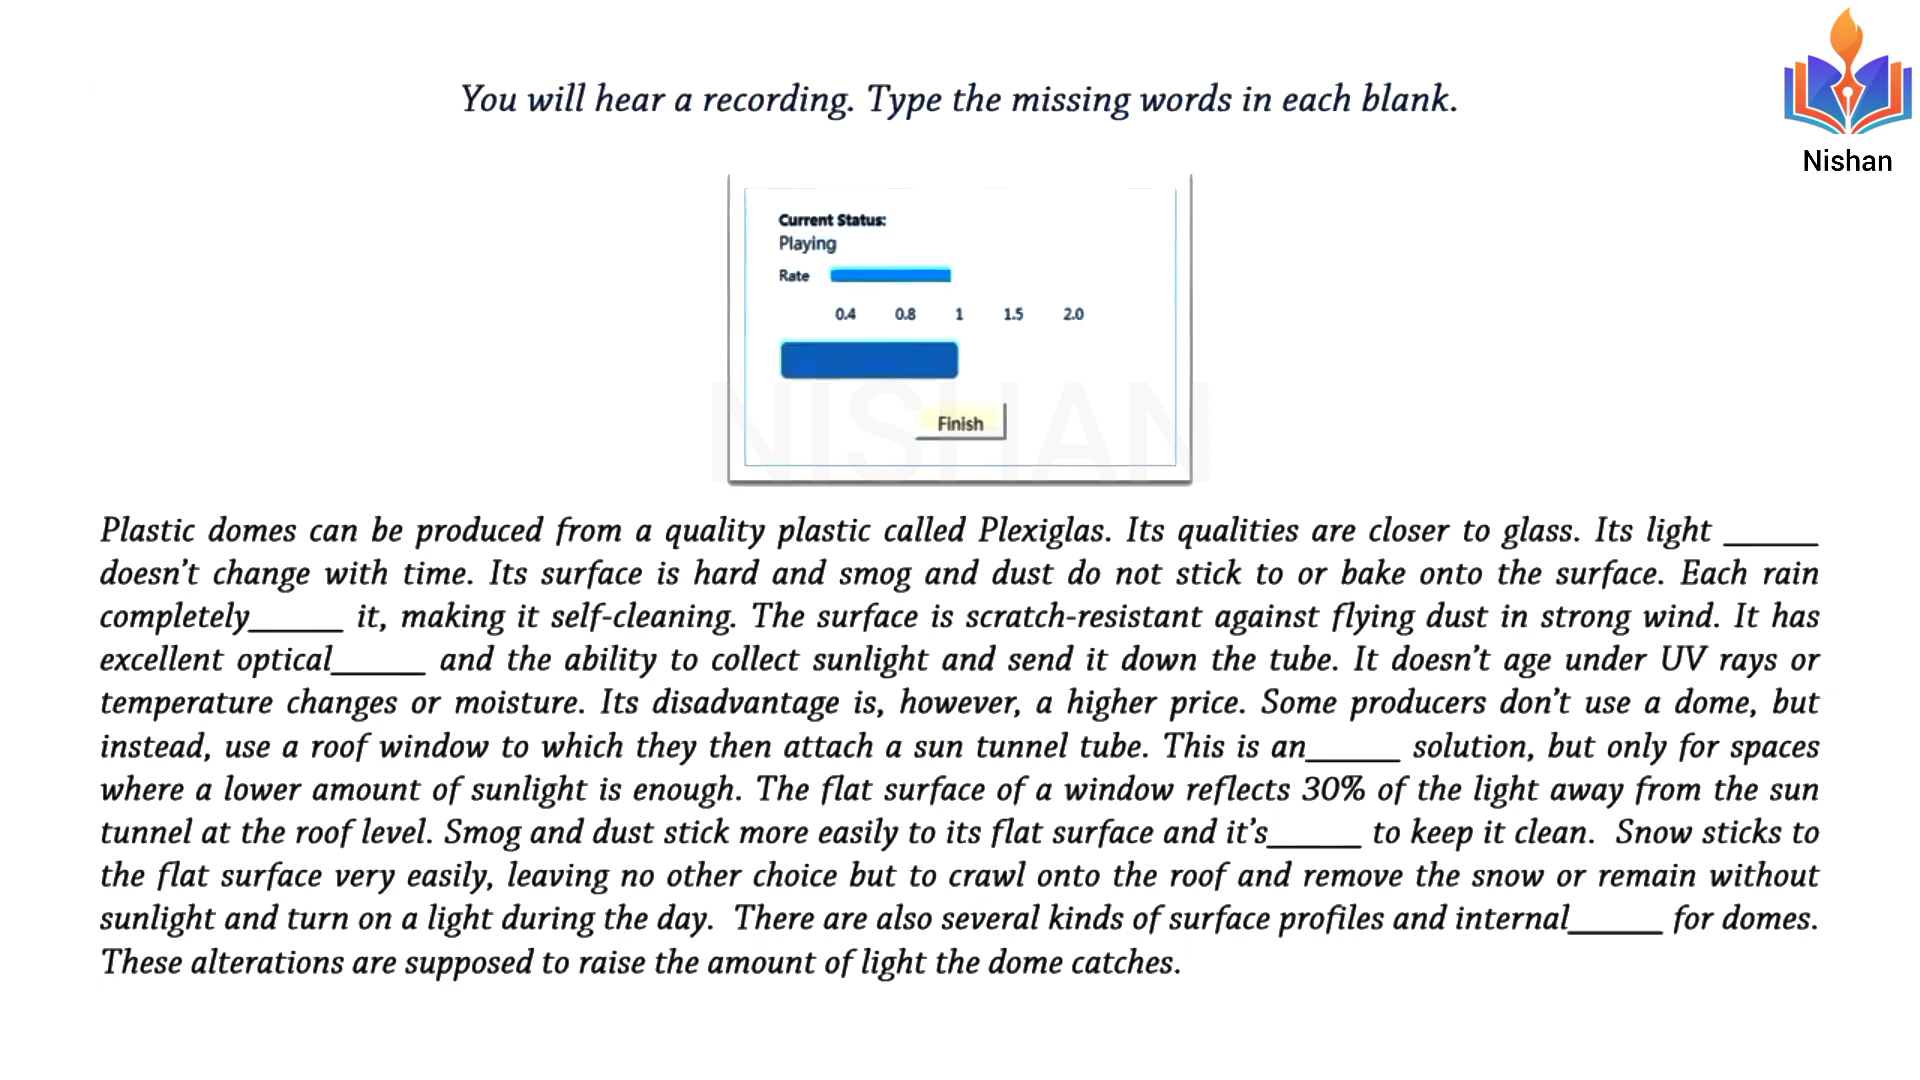 Nishan
You will hear a recording. Type the missing words in each blank.
Current Status:
Playing
Rate
0.4 0.8 1 1.5 2.0
NISHAN
Finish
Plastic domes can be produced from a quality plastic called Plexiglas. Its qualities are closer to glass. Its light ______
doesn’t change with time. Its surface is hard and smog and dust do not stick to or bake onto the surface. Each rain
completely______ it, making it self-cleaning. The surface is scratch-resistant against flying dust in strong wind. It has
excellent optical______ and the ability to collect sunlight and send it down the tube. It doesn’t age under UV rays or
temperature changes or moisture. Its disadvantage is, however, a higher price. Some producers don’t use a dome, but
instead, use a roof window to which they then attach a sun tunnel tube. This is an______ solution, but only for spaces
where a lower amount of sunlight is enough. The flat surface of a window reflects 30% of the light away from the sun
tunnel at the roof level. Smog and dust stick more easily to its flat surface and it’s______ to keep it clean. Snow sticks to
the flat surface very easily, leaving no other choice but to crawl onto the roof and remove the snow or remain without
sunlight and turn on a light during the day. There are also several kinds of surface profiles and internal______ for domes.
These alterations are supposed to raise the amount of light the dome catches.